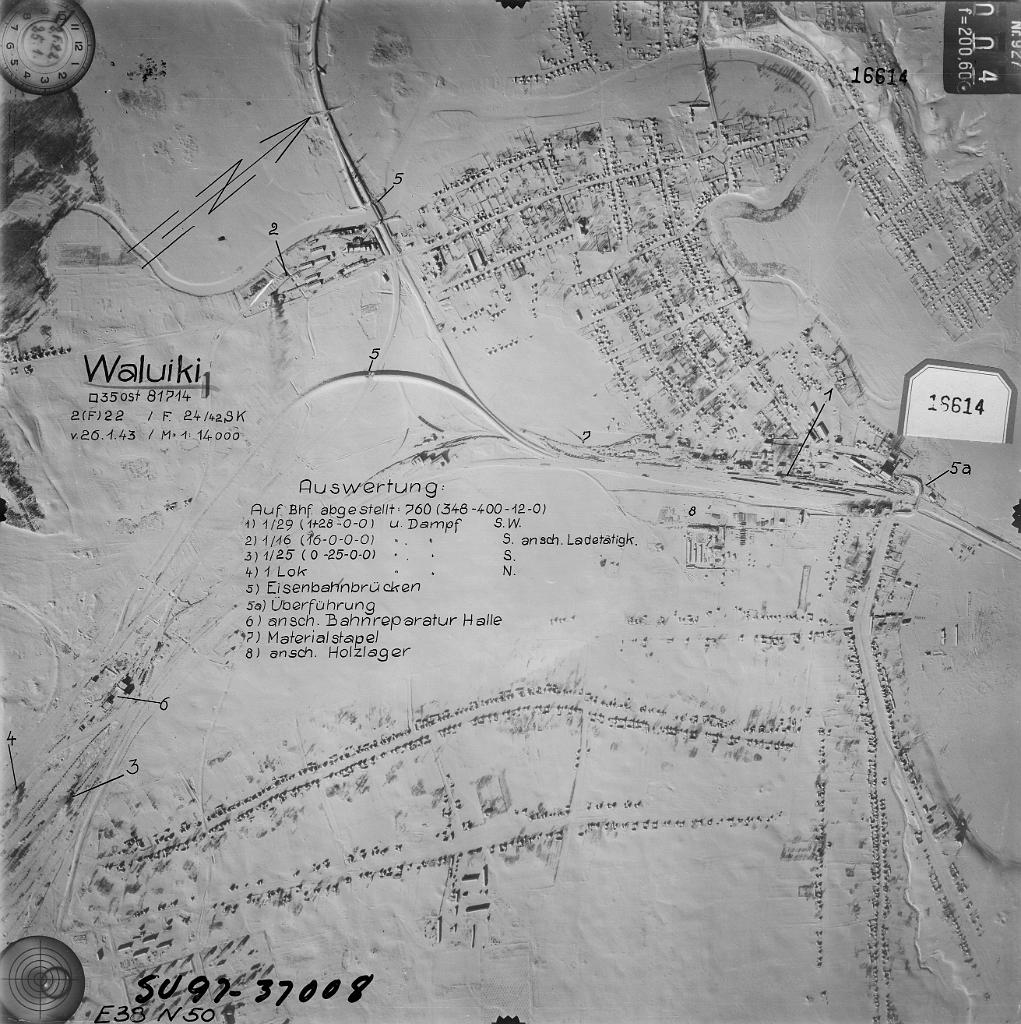 Nr.927
f=200,60
4
16614
5
2
Waluiki
□35ost 81714
2(F)22 / F. 24/42,SK
v.26.1.43 / M. 1:14000
5
16614
1
7
5a
8
Auswertung:
Auf Bhf. abgestellt: 760 (348-400-12-0)
1) 1/29 (1+28-0-0) u. Dampf S.W.
2) 1/16 (16-0-0-0) " " S. ansch. Ladetätigk.
3) 1/25 (0-25-0-0) " " S.
4) 1 Lok " " N.
5) Eisenbahnbrücken
5a) Überführung
6) ansch. Bahnreparatur Halle
7) Materialstapel
8) ansch. Holzlager
6
4
3
SU97-37008
E38 N50